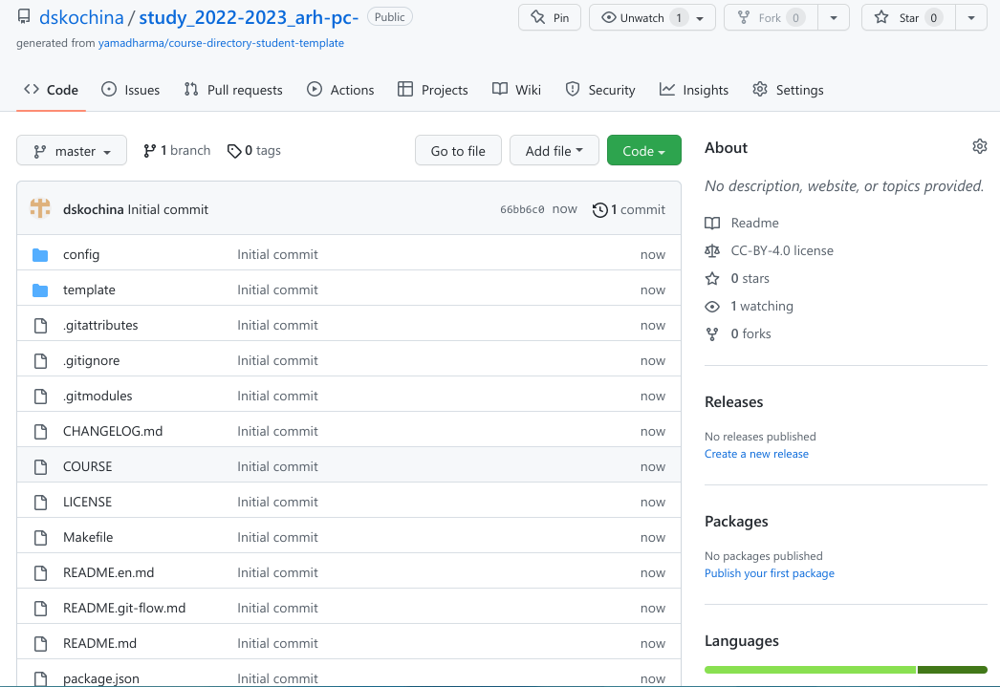 dskochina / study_2022-2023_arh-pc- Public Pin Unwatch 1 Fork 0 Star 0
generated from yamadharma/course-directory-student-template
Code Issues Pull requests Actions Projects Wiki Security Insights Settings
master 1 branch 0 tags Go to file Add file Code
dskochina Initial commit 66bb6c0 now 1 commit
config Initial commit now
template Initial commit now
.gitattributes Initial commit now
.gitignore Initial commit now
.gitmodules Initial commit now
CHANGELOG.md Initial commit now
COURSE Initial commit now
LICENSE Initial commit now
Makefile Initial commit now
README.en.md Initial commit now
README.git-flow.md Initial commit now
README.md Initial commit now
package.json Initial commit now
About
No description, website, or topics provided.
Readme
CC-BY-4.0 license
0 stars
1 watching
0 forks
Releases
No releases published
Create a new release
Packages
No packages published
Publish your first package
Languages